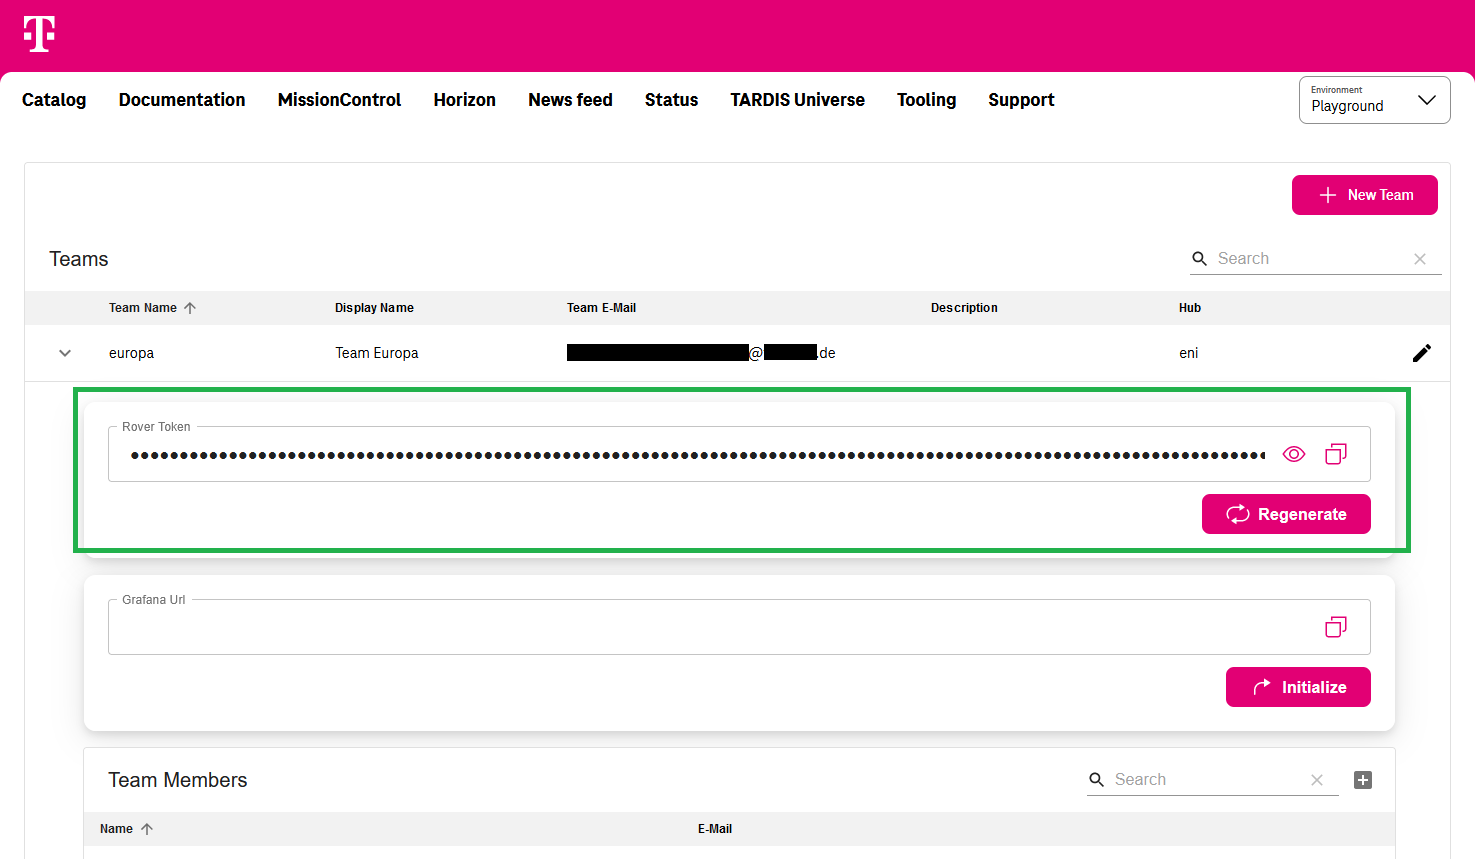 T
Catalog Documentation MissionControl Horizon News feed Status TARDIS Universe Tooling Support
Environment
Playground
New Team
Teams
Search
Team Name Display Name Team E-Mail Description Hub
europa Team Europa @ .de eni
Rover Token
Regenerate
Grafana Url
Initialize
Team Members
Search
Name E-Mail